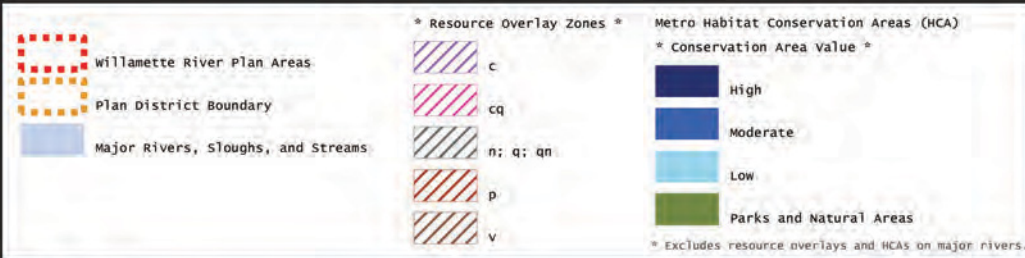 Willamette River Plan Areas
Plan District Boundary
Major Rivers, Sloughs, and Streams
* Resource Overlay Zones *
c
cq
n; q; qn
p
v
Metro Habitat Conservation Areas (HCA)
* Conservation Area Value *
High
Moderate
Low
Parks and Natural Areas
* Excludes resource overlays and HCAs on major rivers.